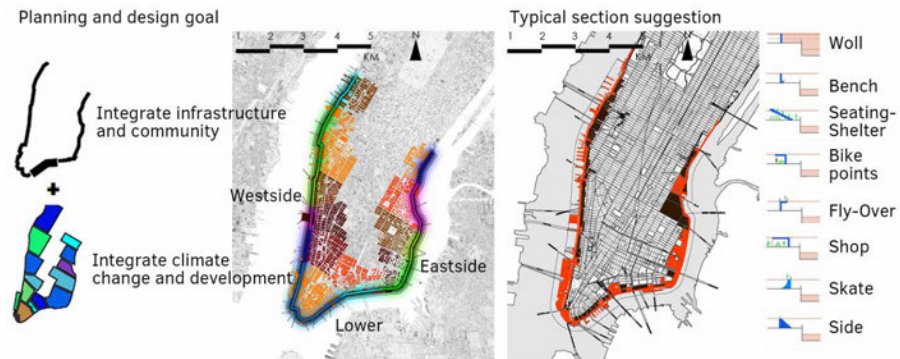 Planning and design goal
Typical section suggestion
1 2 3 4 5
N
KM
1 2 3 4 5
N
KM
Integrate infrastructure
and community
+
Integrate climate
change and development
Westside
Eastside
Lower
Woll
Bench
Seating-
Shelter
Bike
points
Fly-Over
Shop
Skate
Side